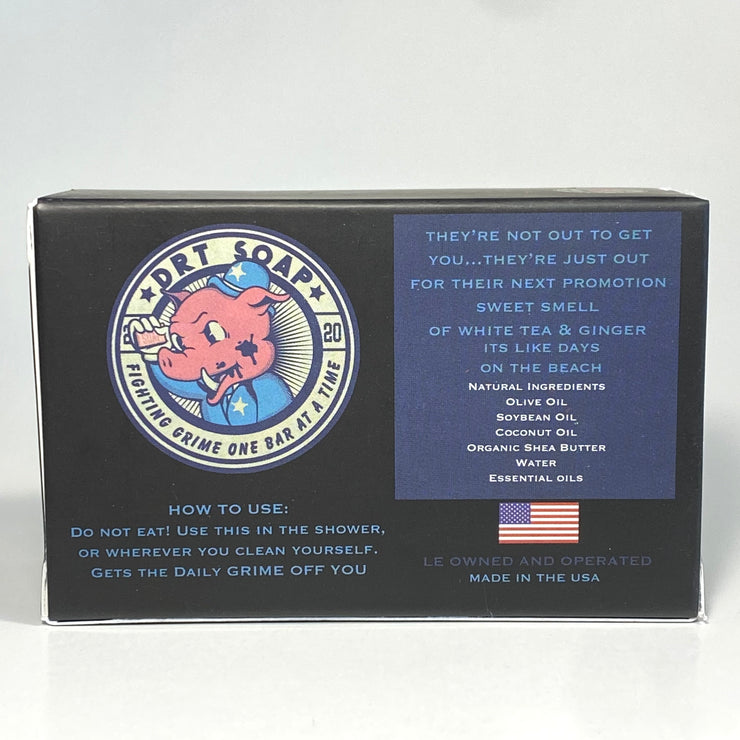 DRT SOAP
20
FIGHTING GRIME ONE BAR AT A TIME
HOW TO USE:
DO NOT EAT! USE THIS IN THE SHOWER,
OR WHEREVER YOU CLEAN YOURSELF.
GETS THE DAILY GRIME OFF YOU
THEY'RE NOT OUT TO GET
YOU...THEY'RE JUST OUT
FOR THEIR NEXT PROMOTION
SWEET SMELL
OF WHITE TEA & GINGER
ITS LIKE DAYS
ON THE BEACH
NATURAL INGREDIENTS
OLIVE OIL
SOYBEAN OIL
COCONUT OIL
ORGANIC SHEA BUTTER
WATER
ESSENTIAL OILS
LE OWNED AND OPERATED
MADE IN THE USA